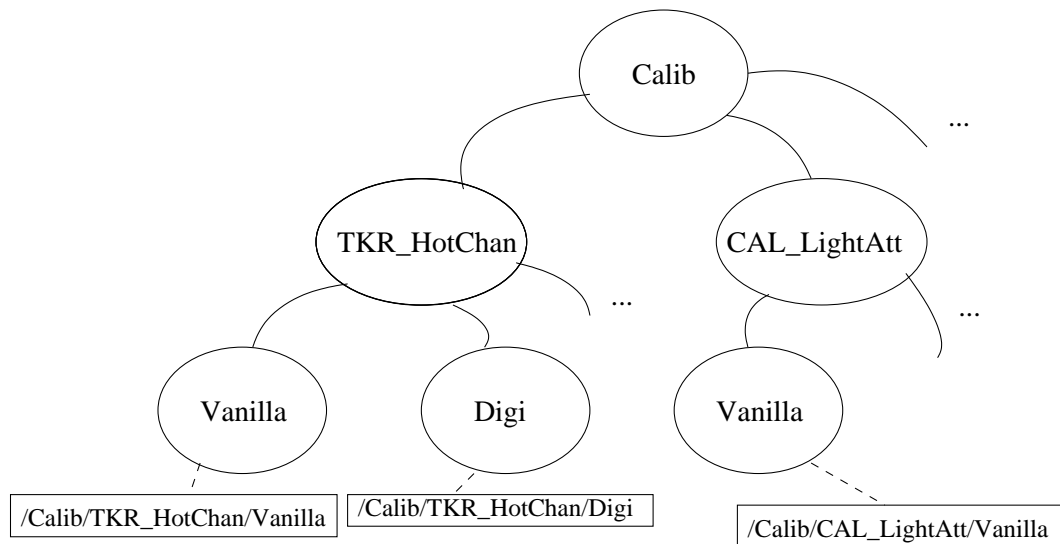 Calib
...
TKR_HotChan
CAL_LightAtt
...
...
Vanilla
Digi
Vanilla
/Calib/TKR_HotChan/Vanilla
/Calib/TKR_HotChan/Digi
/Calib/CAL_LightAtt/Vanilla